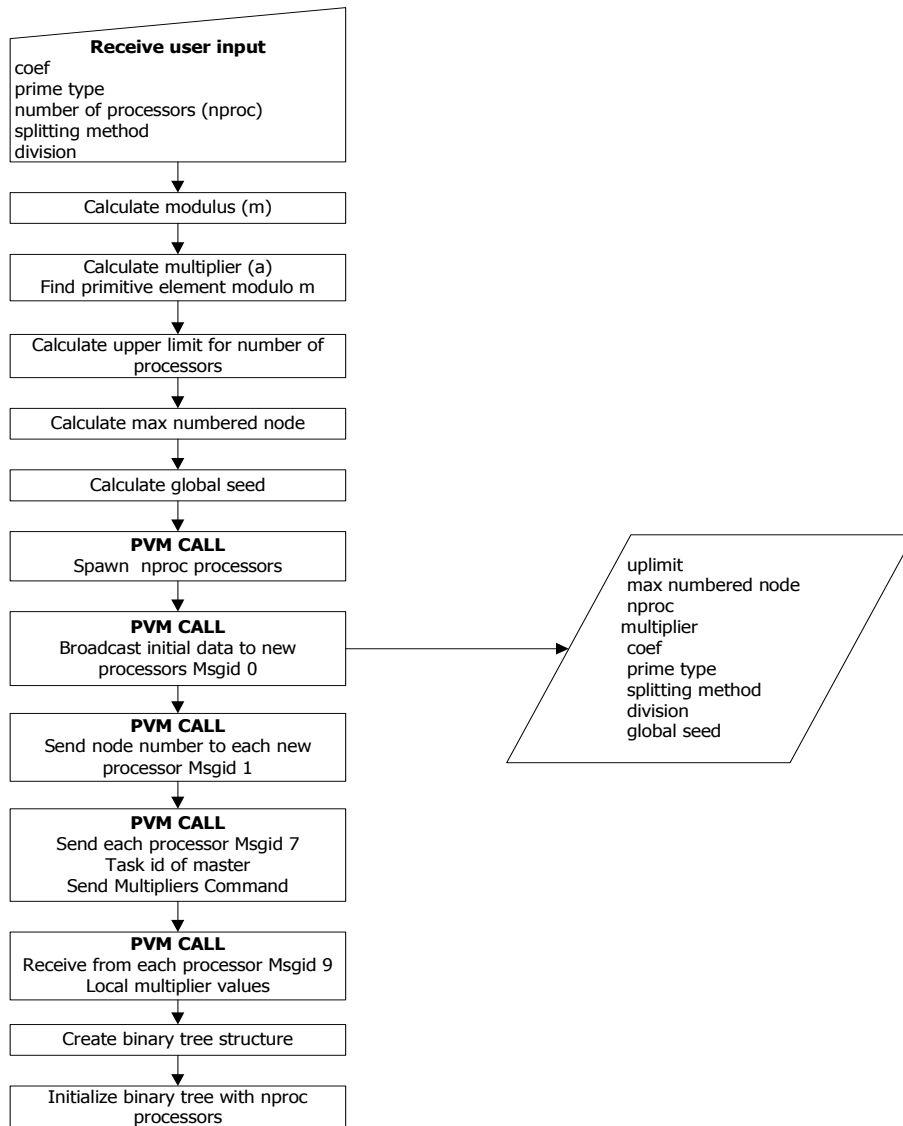 Receive user input
coef
prime type
number of processors (nproc)
splitting method
division
Calculate modulus (m)
Calculate multiplier (a)
Find primitive element modulo m
Calculate upper limit for number of
processors
Calculate max numbered node
Calculate global seed
PVM CALL
Spawn nproc processors
PVM CALL
Broadcast initial data to new
processors Msgid 0
uplimit
max numbered node
nproc
multiplier
coef
prime type
splitting method
division
global seed
PVM CALL
Send node number to each new
processor Msgid 1
PVM CALL
Send each processor Msgid 7
Task id of master
Send Multipliers Command
PVM CALL
Receive from each processor Msgid 9
Local multiplier values
Create binary tree structure
Initialize binary tree with nproc
processors